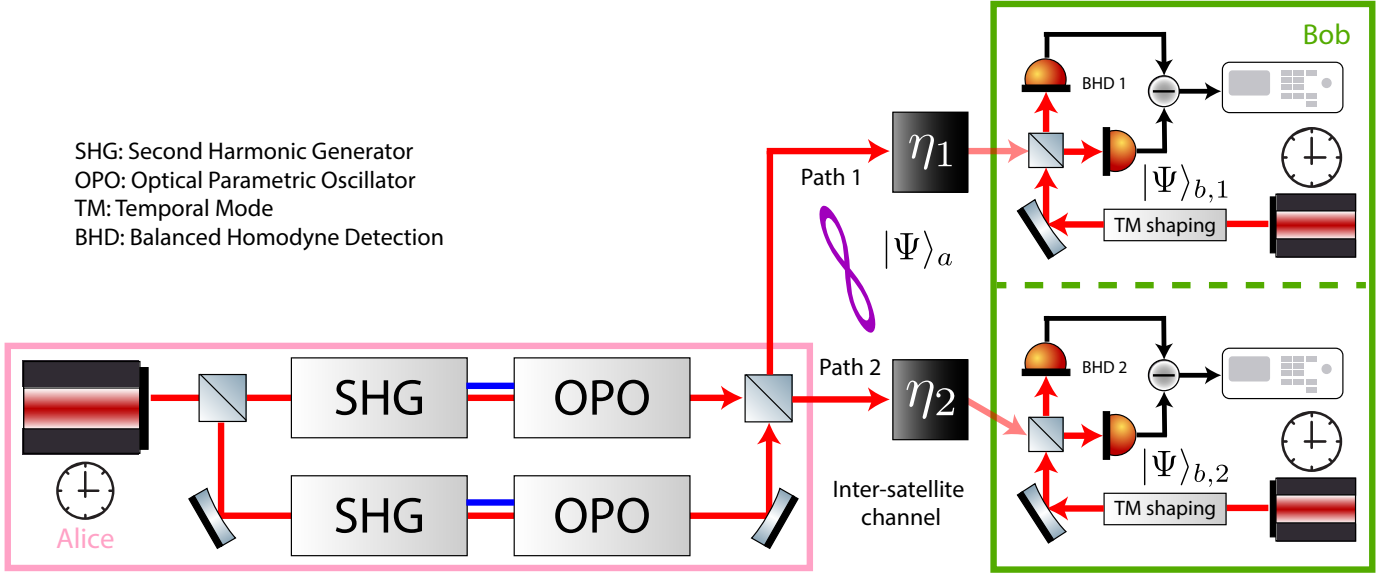 SHG: Second Harmonic Generator
OPO: Optical Parametric Oscillator
TM: Temporal Mode
BHD: Balanced Homodyne Detection
Alice
SHG
OPO
SHG
OPO
Path 1
|Ψ⟩a
Path 2
η1
η2
Inter-satellite
channel
Bob
BHD 1
|Ψ⟩b,1
TM shaping
BHD 2
|Ψ⟩b,2
TM shaping